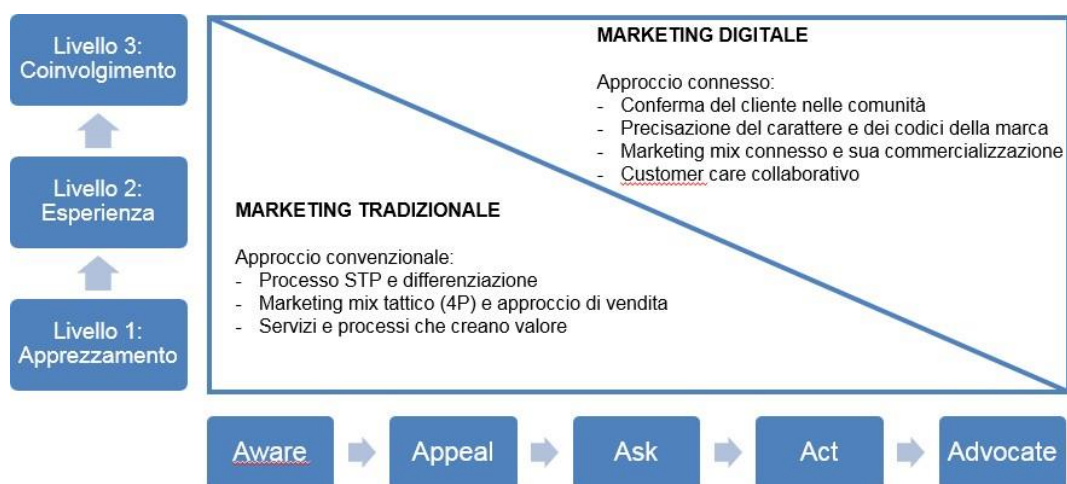 Livello 3:
Coinvolgimento
Livello 2:
Esperienza
Livello 1:
Apprezzamento
MARKETING DIGITALE
Approccio connesso:
- Conferma del cliente nelle comunità
- Precisazione del carattere e dei codici della marca
- Marketing mix connesso e sua commercializzazione
- Customer care collaborativo
MARKETING TRADIZIONALE
Approccio convenzionale:
- Processo STP e differenziazione
- Marketing mix tattico (4P) e approccio di vendita
- Servizi e processi che creano valore
Aware
Appeal
Ask
Act
Advocate